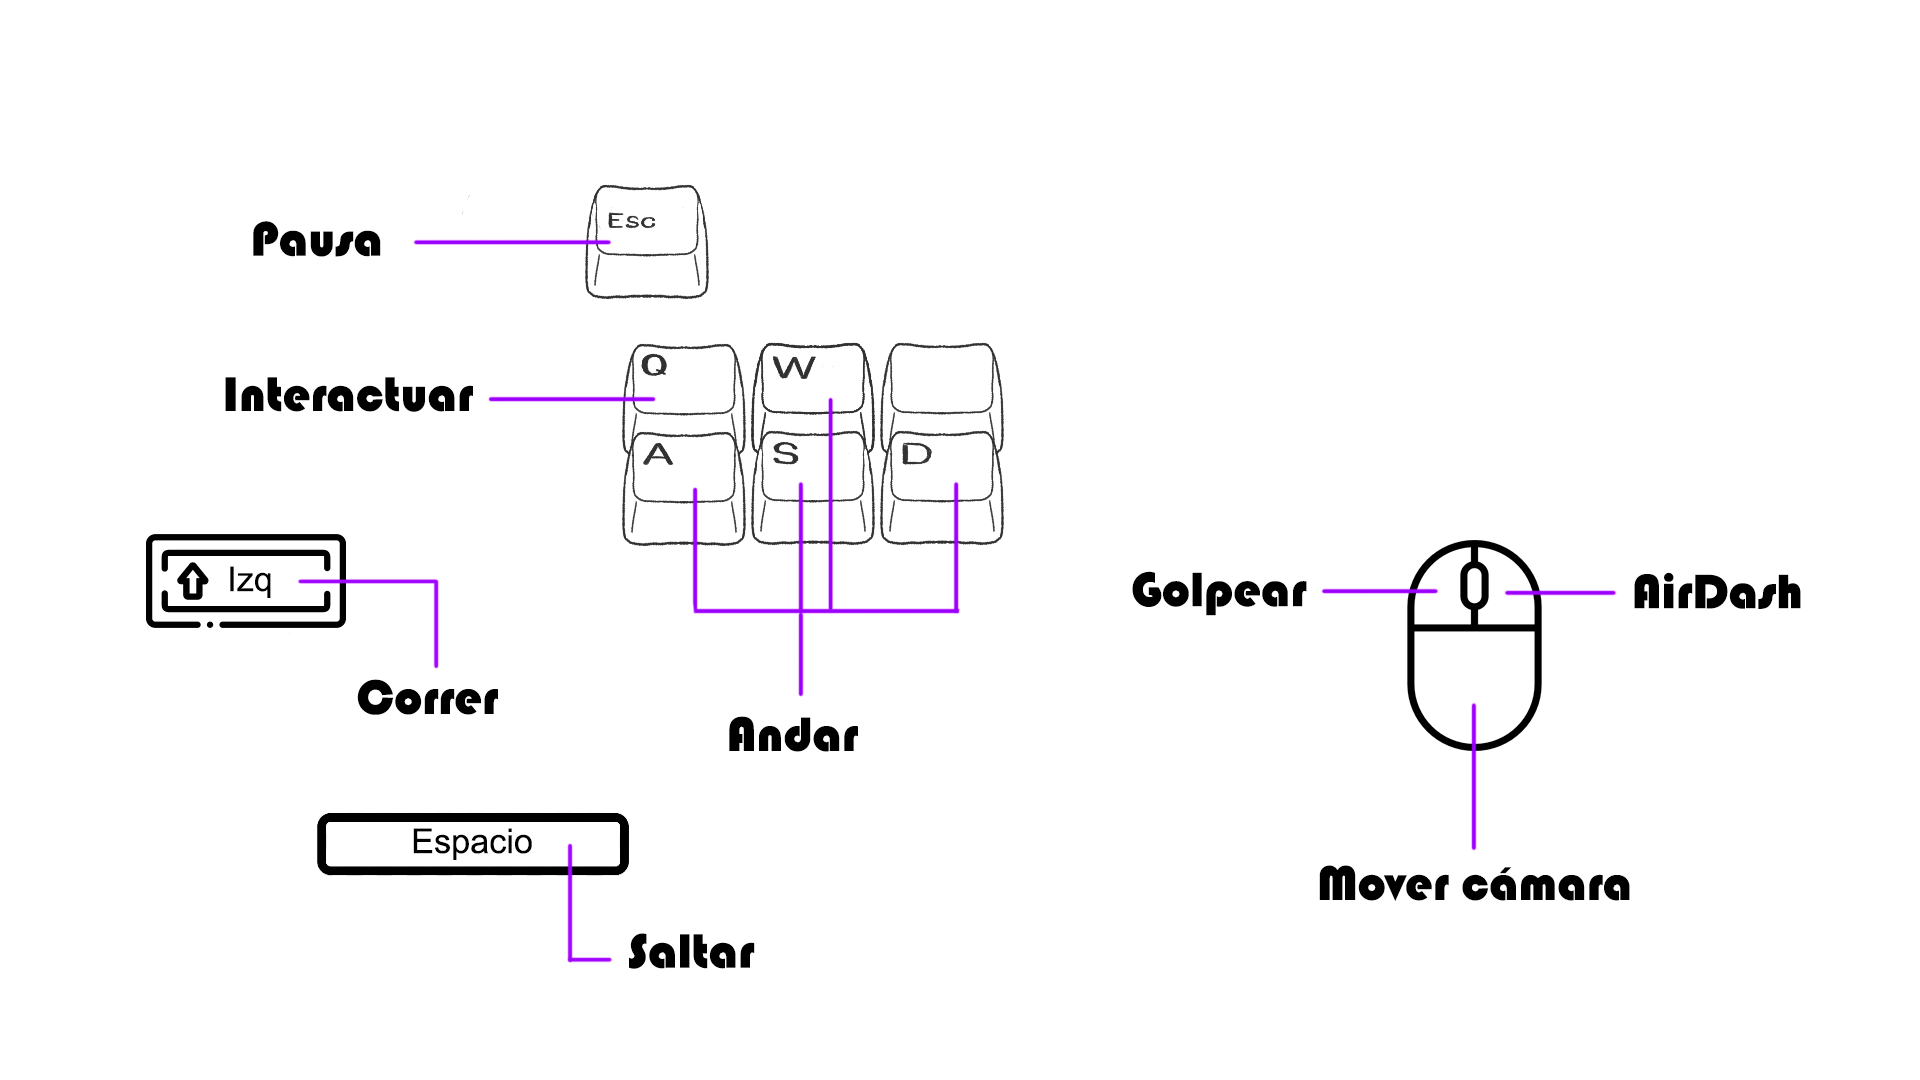 Esc
Pausa
Q
W
Interactuar
A
S
D
Izq
Golpear
AirDash
Correr
Andar
Espacio
Mover cámara
Saltar